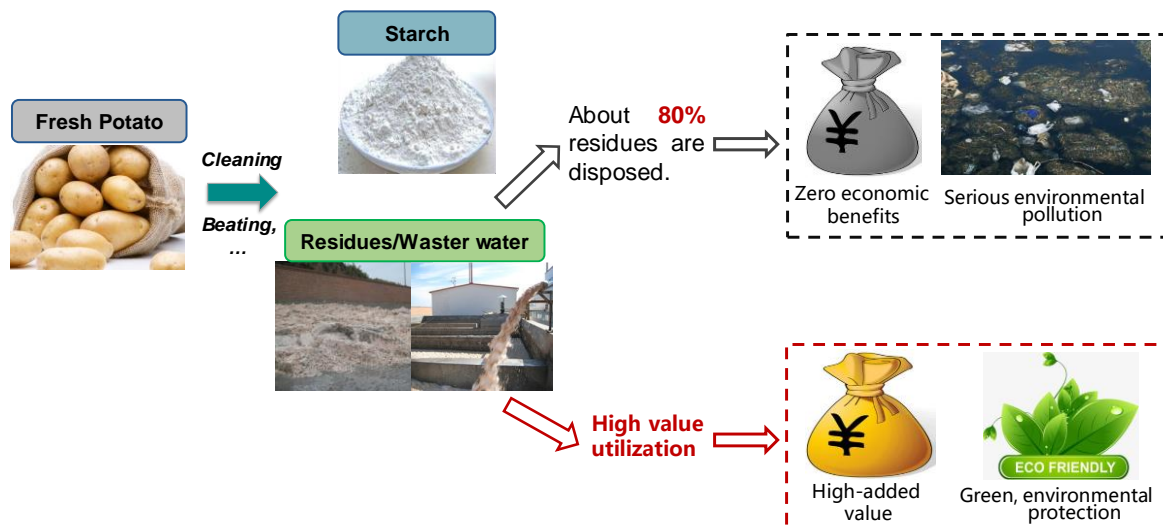 Starch
Fresh Potato
Cleaning
Beating,
...
Residues/Waster water
About 80%
residues are
disposed.
¥
Zero economic
benefits
Serious environmental
pollution
High value
utilization
¥
High-added
value
ECO FRIENDLY
Green, environmental
protection